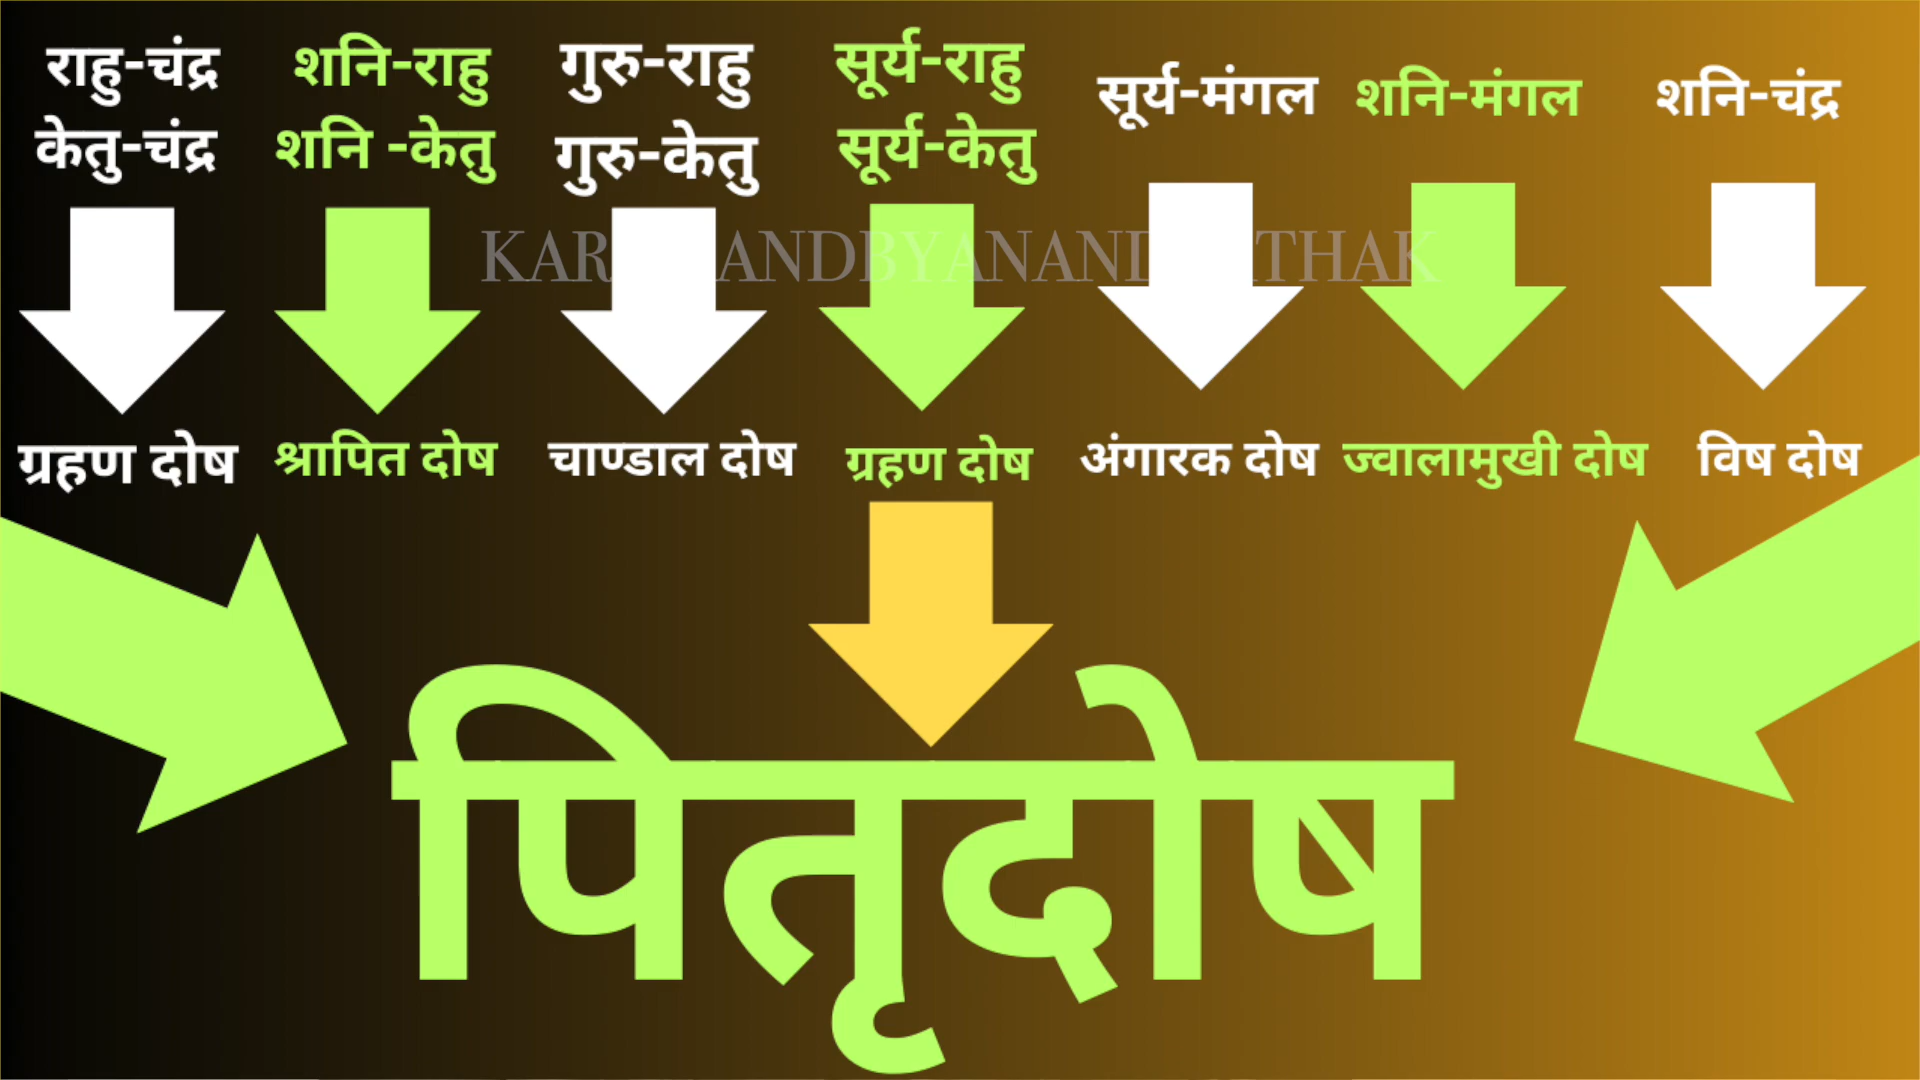 राहु-चंद्र
केतु-चंद्र
शनि-राहु
शनि -केतु
गुरु-राहु
गुरु-केतु
सूर्य-राहु
सूर्य-केतु
सूर्य-मंगल
शनि-मंगल
शनि-चंद्र
ग्रहण दोष
श्रापित दोष
चाण्डाल दोष
ग्रहण दोष
अंगारक दोष
ज्वालामुखी दोष
विष दोष
पितृदोष